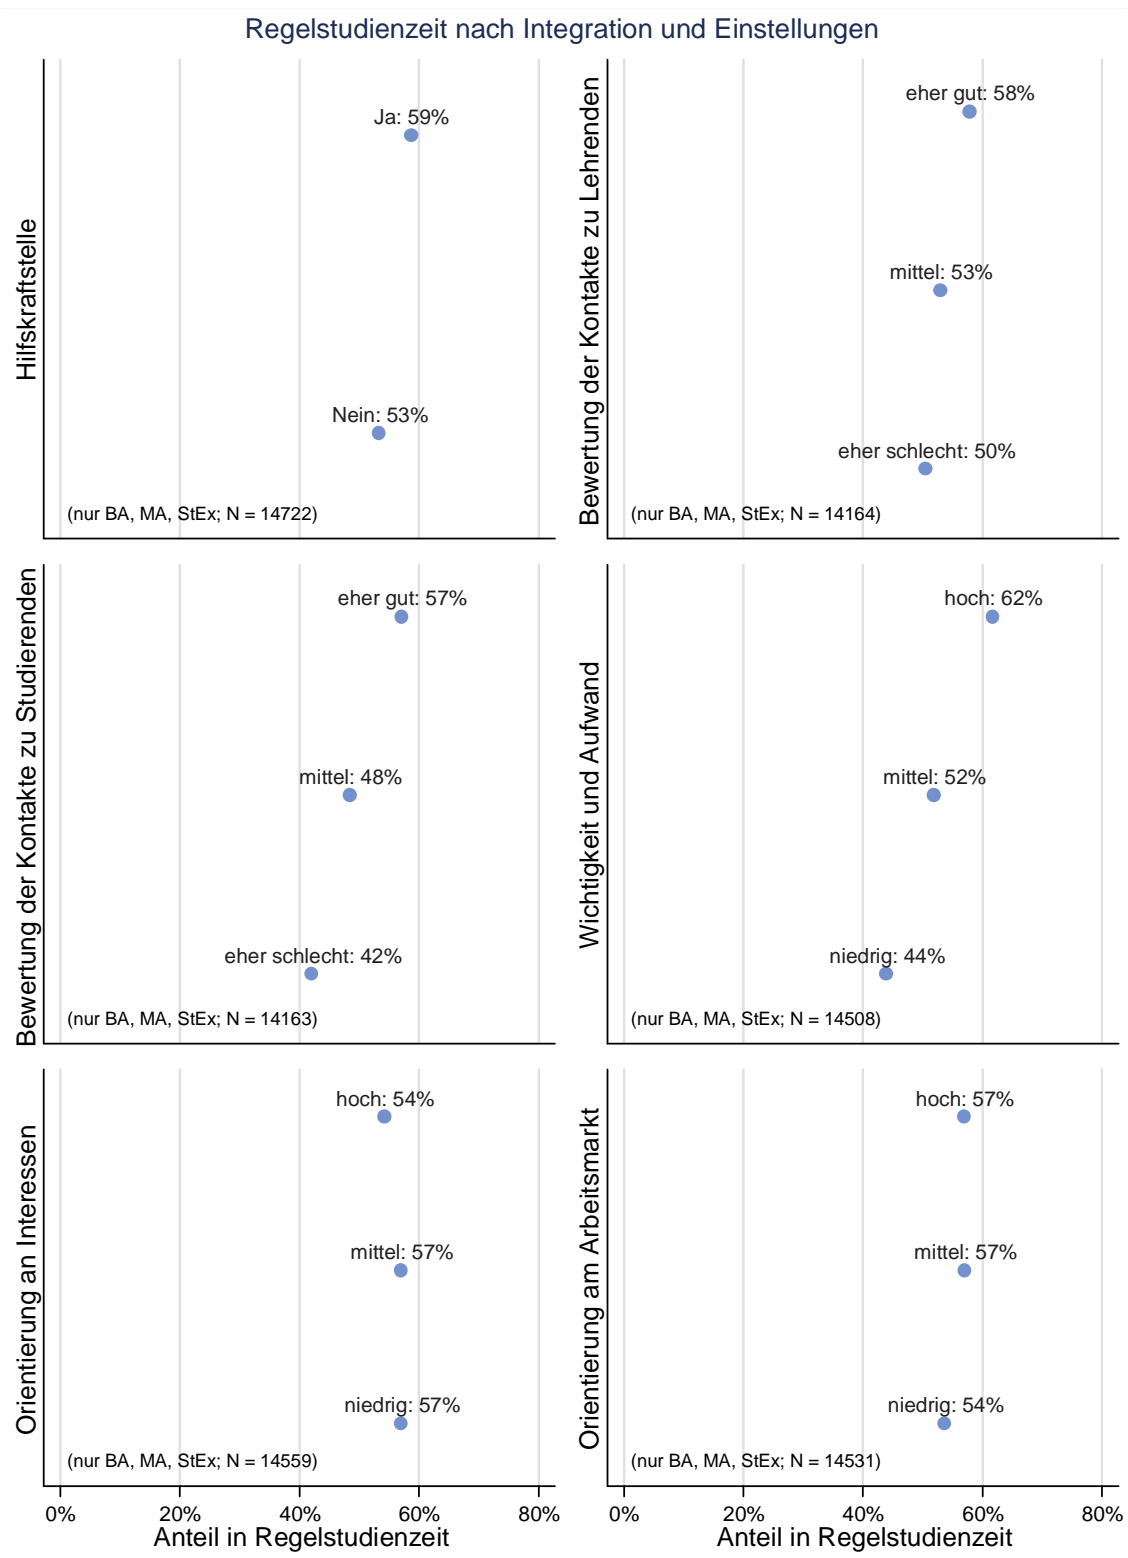 Regelstudienzeit nach Integration und Einstellungen
Hilfskraftstelle
Ja: 59%
Nein: 53%
(nur BA, MA, StEx; N = 14722)
Bewertung der Kontakte zu Lehrenden
eher gut: 58%
mittel: 53%
eher schlecht: 50%
(nur BA, MA, StEx; N = 14164)
Bewertung der Kontakte zu Studierenden
eher gut: 57%
mittel: 48%
eher schlecht: 42%
(nur BA, MA, StEx; N = 14163)
Wichtigkeit und Aufwand
hoch: 62%
mittel: 52%
niedrig: 44%
(nur BA, MA, StEx; N = 14508)
Orientierung an Interessen
hoch: 54%
mittel: 57%
niedrig: 57%
(nur BA, MA, StEx; N = 14559)
0% 20% 40% 60% 80%
Anteil in Regelstudienzeit
Orientierung am Arbeitsmarkt
hoch: 57%
mittel: 57%
niedrig: 54%
(nur BA, MA, StEx; N = 14531)
0% 20% 40% 60% 80%
Anteil in Regelstudienzeit